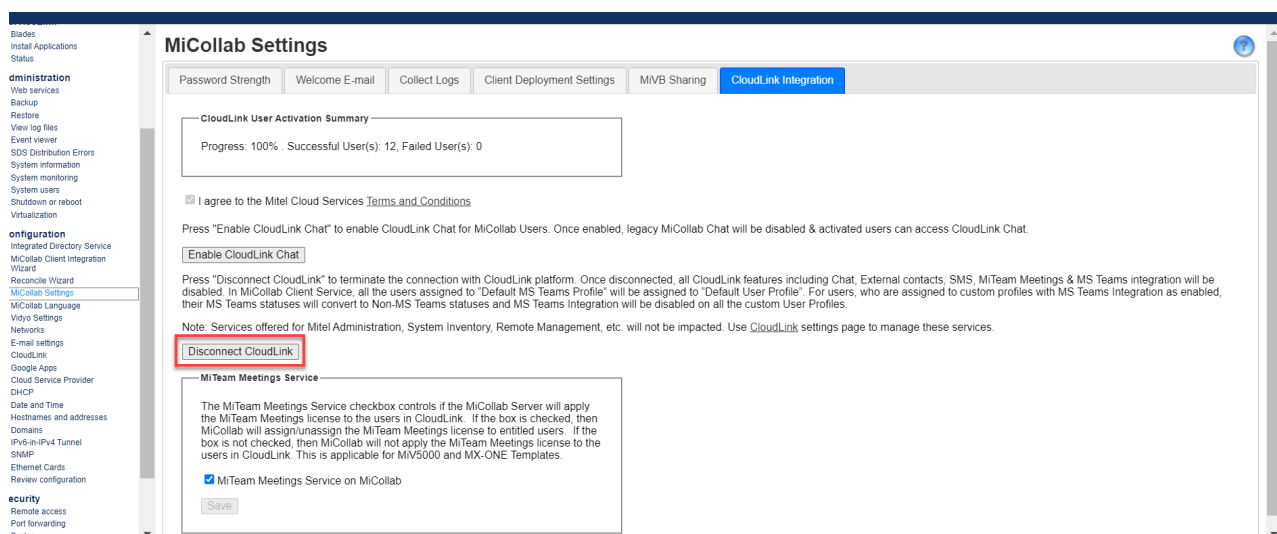 Blades
Install Applications
Status
dministration
Web services
Backup
Restore
View log files
Event viewer
SDS Distribution Errors
System information
System monitoring
System users
Shutdown or reboot
Virtualization
onfiguration
Integrated Directory Service
MiCollab Client Integration
Wizard
Reconcile Wizard
MiCollab Settings
MiCollab Language
Vidyo Settings
Networks
E-mail settings
CloudLink
Google Apps
Cloud Service Provider
DHCP
Date and Time
Hostnames and addresses
Domains
IPv6-in-IPv4 Tunnel
SNMP
Ethernet Cards
Review configuration
ecurity
Remote access
Port forwarding
MiCollab Settings
?
Password Strength
Welcome E-mail
Collect Logs
Client Deployment Settings
MiVB Sharing
CloudLink Integration
CloudLink User Activation Summary
Progress: 100% . Successful User(s): 12, Failed User(s): 0
I agree to the Mitel Cloud Services Terms and Conditions
Press "Enable CloudLink Chat" to enable CloudLink Chat for MiCollab Users. Once enabled, legacy MiCollab Chat will be disabled & activated users can access CloudLink Chat.
Enable CloudLink Chat
Press "Disconnect CloudLink" to terminate the connection with CloudLink platform. Once disconnected, all CloudLink features including Chat, External contacts, SMS, MiTeam Meetings & MS Teams integration will be
disabled. In MiCollab Client Service, all the users assigned to "Default MS Teams Profile" will be assigned to "Default User Profile". For users, who are assigned to custom profiles with MS Teams Integration as enabled,
their MS Teams statuses will convert to Non-MS Teams statuses and MS Teams Integration will be disabled on all the custom User Profiles.
Note: Services offered for Mitel Administration, System Inventory, Remote Management, etc. will not be impacted. Use CloudLink settings page to manage these services.
Disconnect CloudLink
MiTeam Meetings Service
The MiTeam Meetings Service checkbox controls if the MiCollab Server will apply
the MiTeam Meetings license to the users in CloudLink. If the box is checked, then
MiCollab will assign/unassign the MiTeam Meetings license to entitled users. If the
box is not checked, then MiCollab will not apply the MiTeam Meetings license to the
users in CloudLink. This is applicable for MiV5000 and MX-ONE Templates.
MiTeam Meetings Service on MiCollab
Save